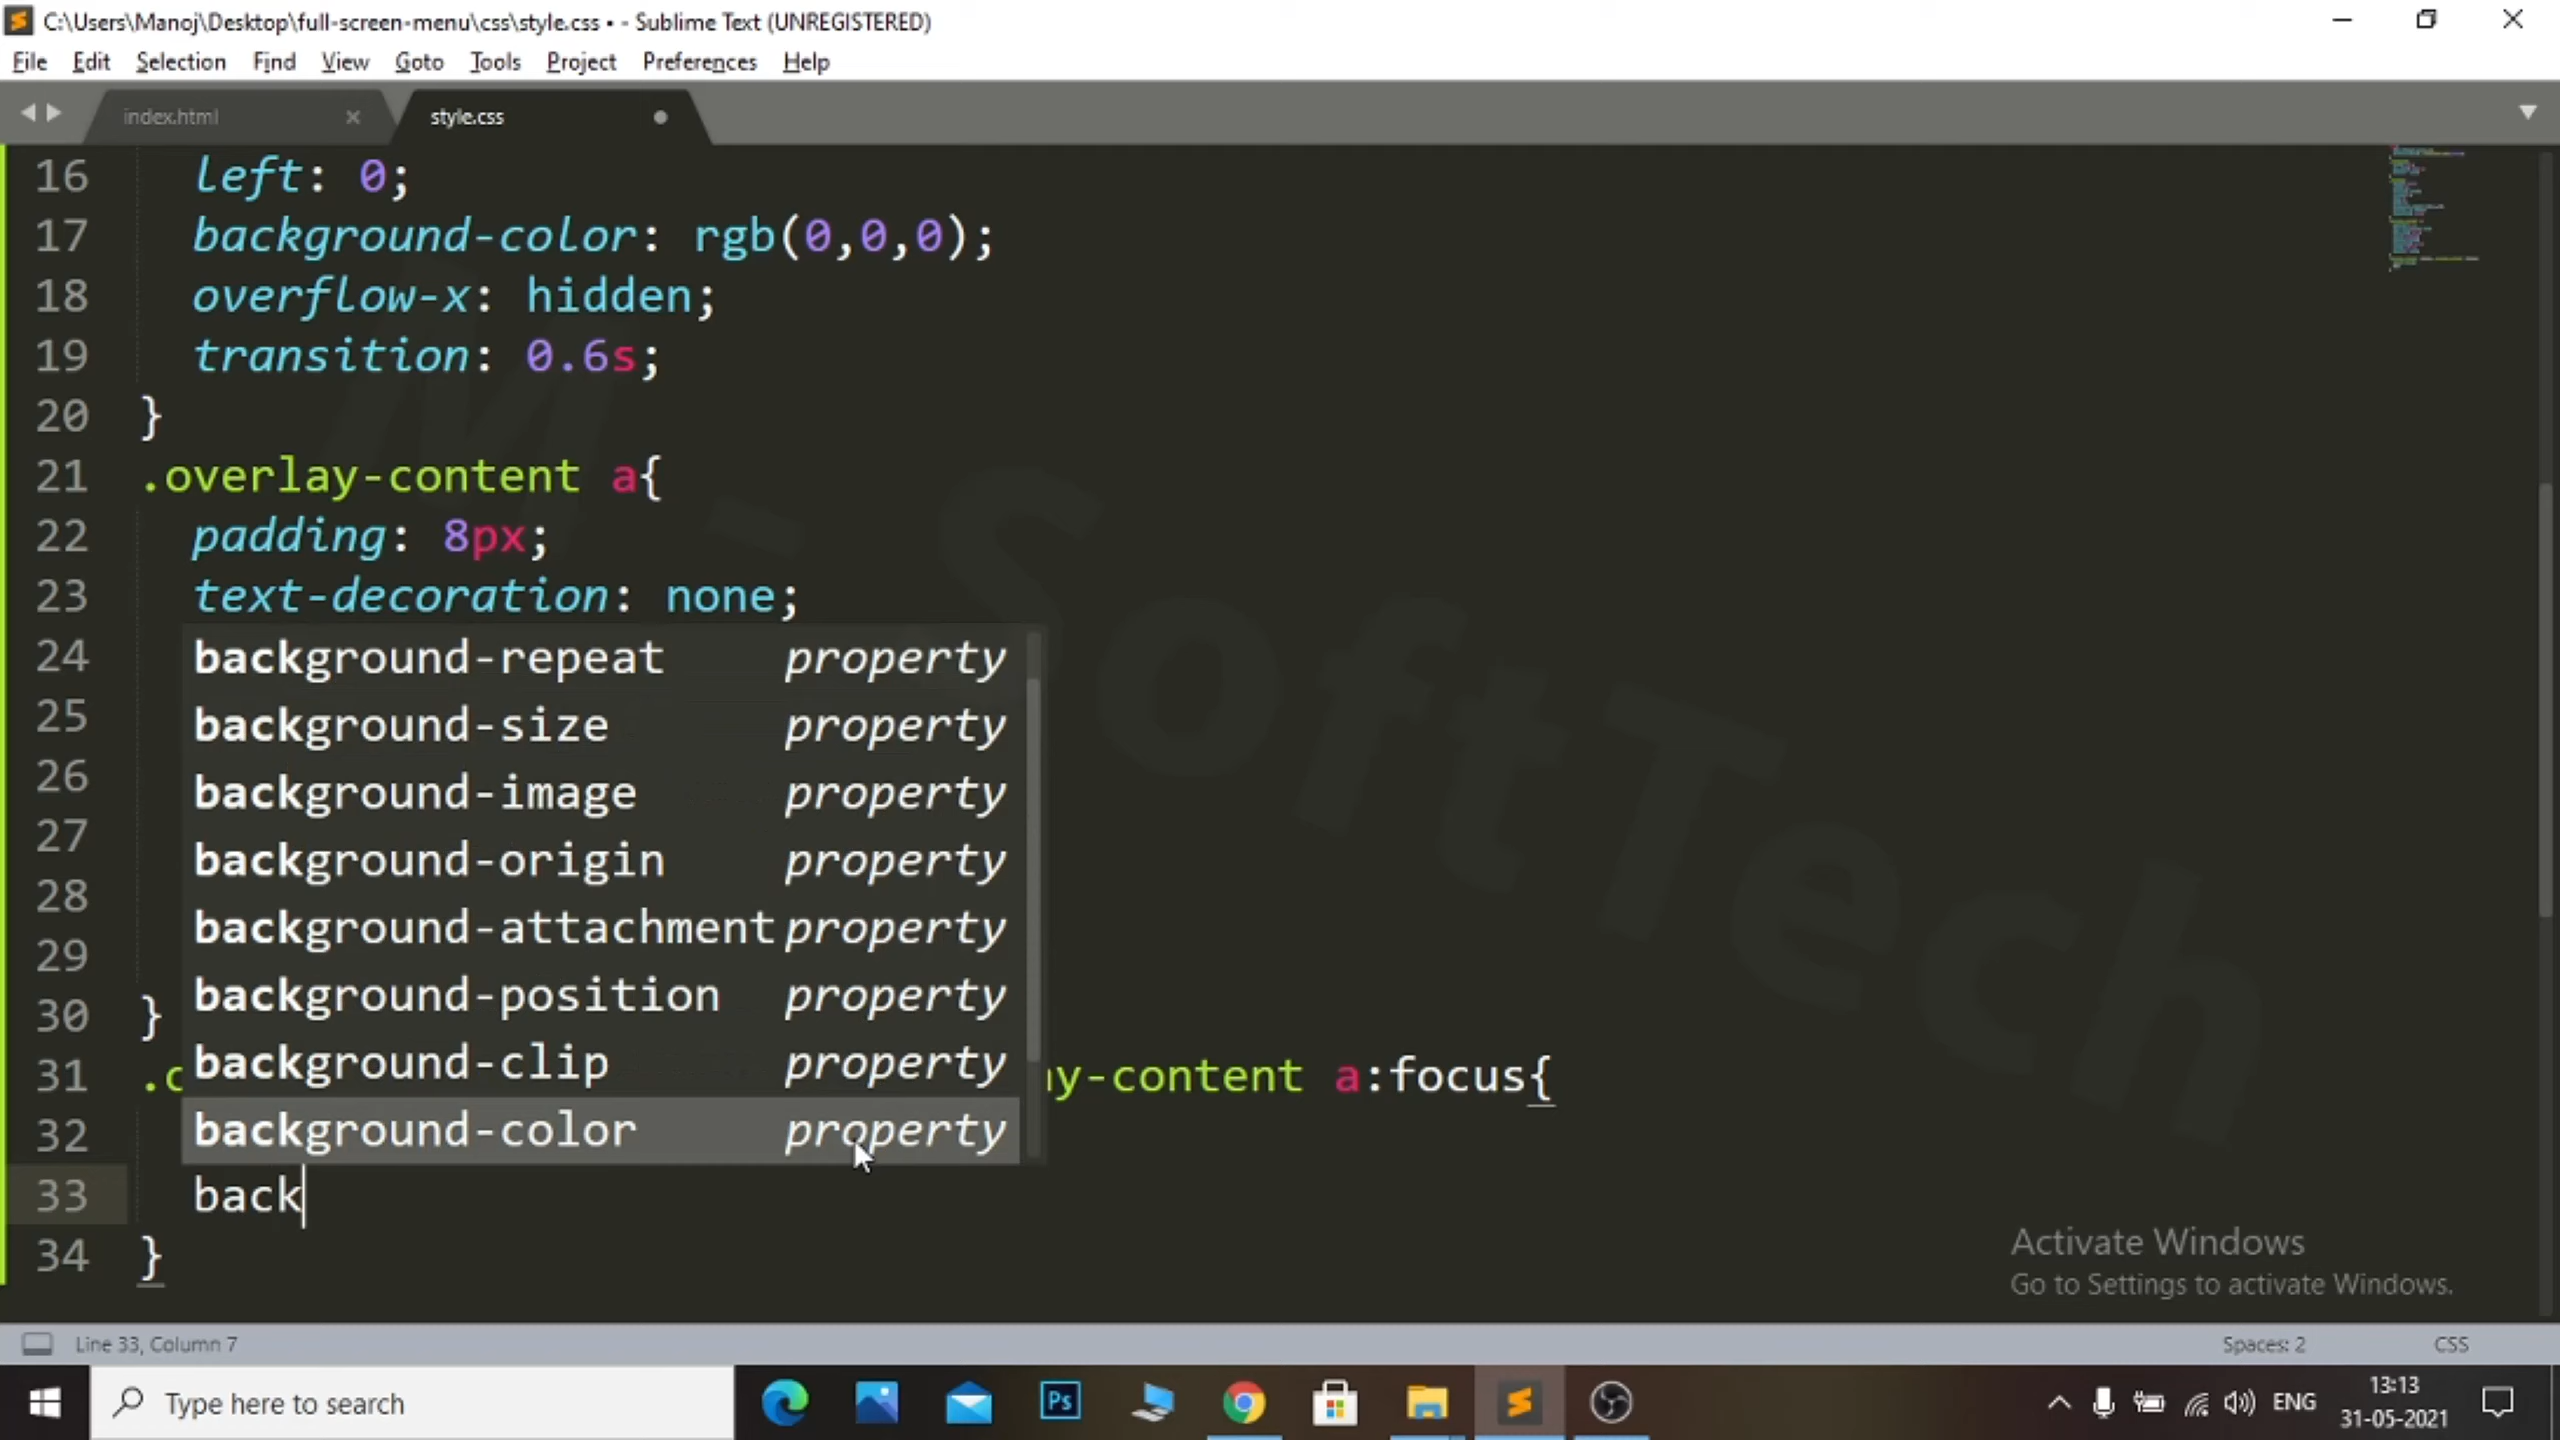 C:\Users\Manoj\Desktop\full-screen-menu\css\style.css • - Sublime Text (UNREGISTERED)
File Edit Selection Find View Goto Tools Project Preferences Help
index.html × style.css
16 left: 0;
17 background-color: rgb(0,0,0);
18 overflow-x: hidden;
19 transition: 0.6s;
20 }
21 .overlay-content a{
22 padding: 8px;
23 text-decoration: none;
24 background-repeat property
25 background-size property
26 background-image property
27 background-origin property
28 background-attachment property
29 background-position property
30 } background-clip property
31 .o y-content a:focus{
32 background-color property
33 back
34 }
M - SoftTech
Activate Windows
Go to Settings to activate Windows.
Line 33, Column 7 Spaces: 2 CSS
Type here to search Ps ENG 13:13
31-05-2021